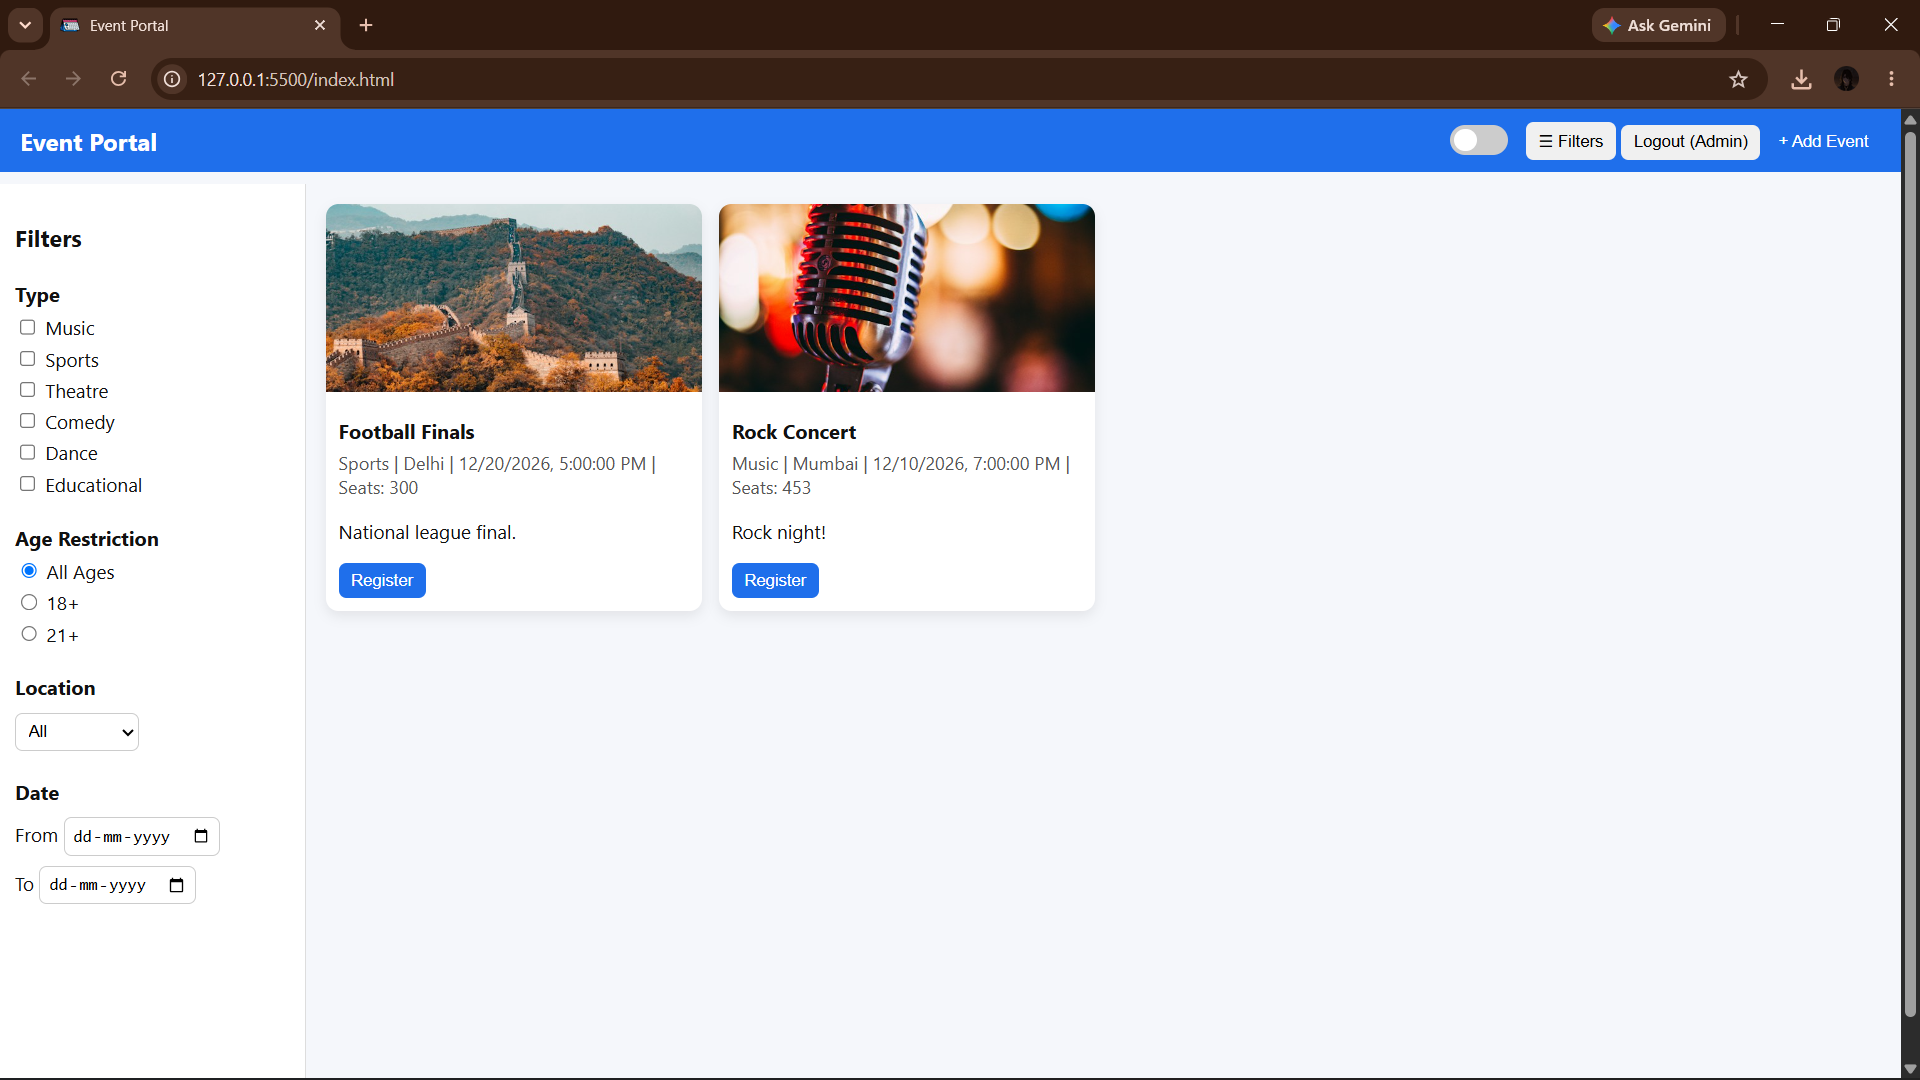 Event Portal
Ask Gemini
127.0.0.1:5500/index.html
Event Portal
☰ Filters
Logout (Admin)
+ Add Event
Filters
Type
Music
Sports
Theatre
Comedy
Dance
Educational
Age Restriction
All Ages
18+
21+
Location
All
Date
From dd-mm-yyyy
To dd-mm-yyyy
Football Finals
Sports | Delhi | 12/20/2026, 5:00:00 PM |
Seats: 300
National league final.
Register
Rock Concert
Music | Mumbai | 12/10/2026, 7:00:00 PM |
Seats: 453
Rock night!
Register